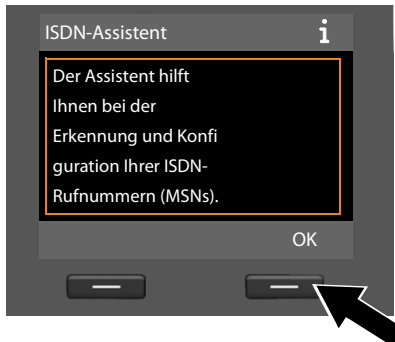 ISDN-Assistent i
Der Assistent hilft
Ihnen bei der
Erkennung und Konfi
guration Ihrer ISDN-
Rufnummern (MSNs).
OK